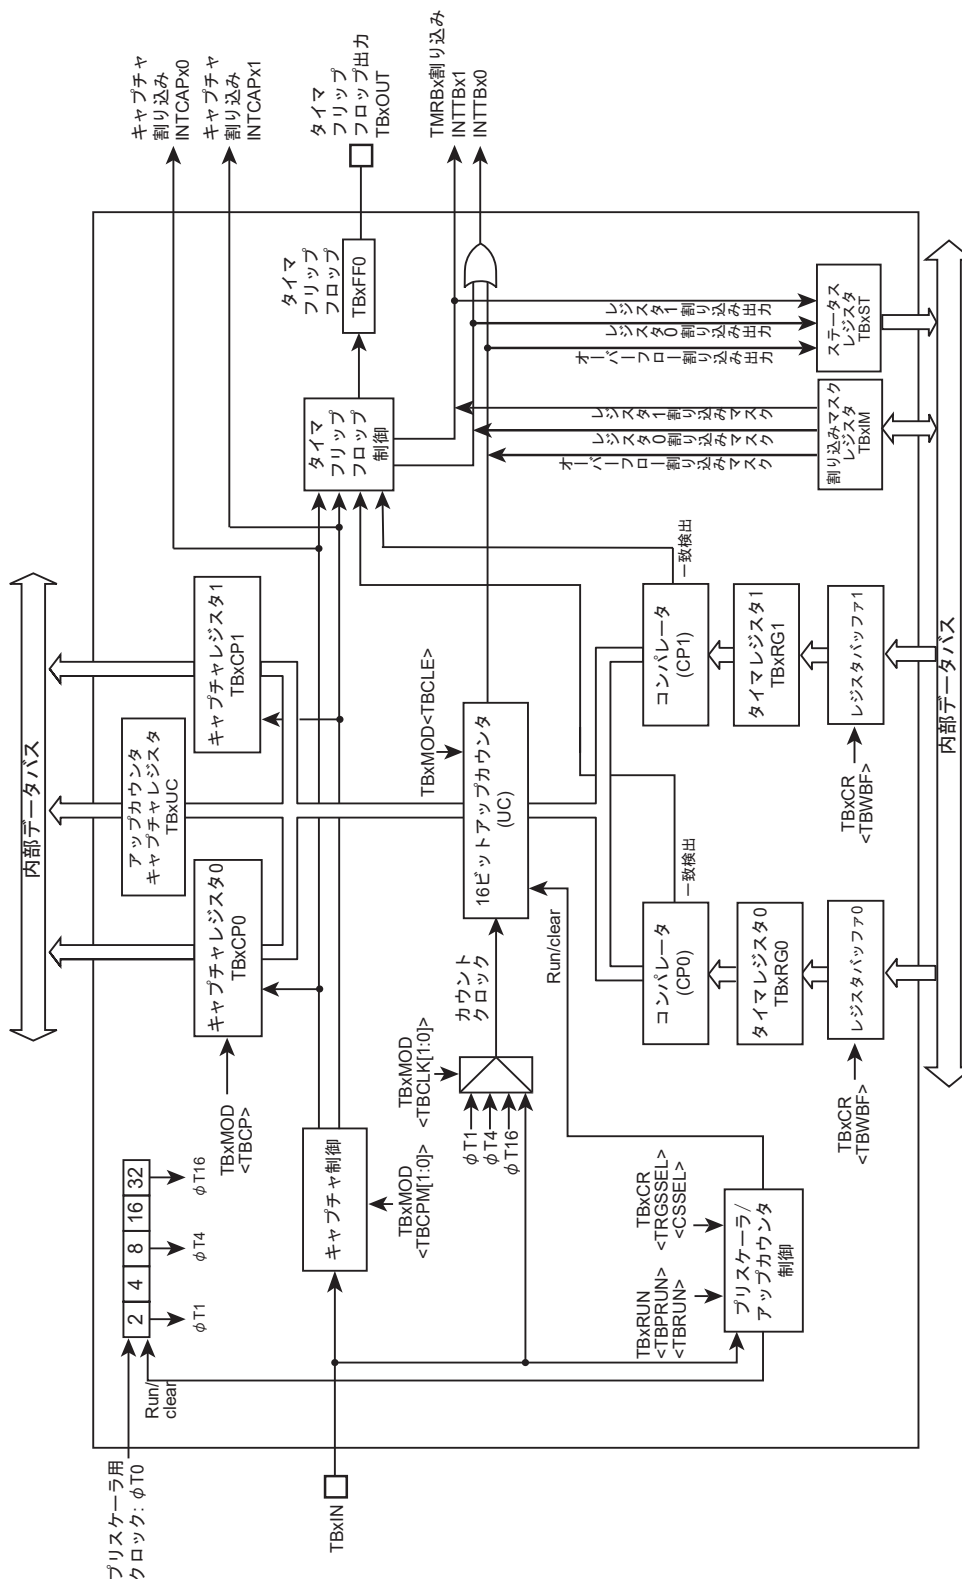 プリスケーラ用
クロック: φT0
Run/
clear
2
4
8
16
32
φT1
φT4
φT16
TBxIN
TBxMOD
<TBCP>
キャプチャ制御
TBxMOD
<TBCPM[1:0]>
TBxRUN
<TBPRUN>
<TBRUN>
TBxCR
<TRGSSEL>
<CSSEL>
プリスケーラ/
アップカウンタ
制御
内部データバス
キャプチャレジスタ0
TBxCP0
アップカウンタ
キャプチャレジスタ
TBxUC
キャプチャレジスタ1
TBxCP1
TBxMOD
<TBCLK[1:0]>
φT1
φT4
φT16
カウント
クロック
Run/clear
16ビットアップカウンタ
(UC)
TBxMOD<TBCLE>
コンパレータ
(CP0)
一致検出
タイマレジスタ0
TBxRG0
レジスタバッファ0
TBxCR
<TBWBF>
コンパレータ
(CP1)
一致検出
タイマレジスタ1
TBxRG1
レジスタバッファ1
TBxCR
<TBWBF>
内部データバス
タイマ
フリップ
フロップ
制御
タイマ
フリップ
フロップ
TBxFF0
オーバーフロー割り込みマスク
レジスタ0割り込みマスク
レジスタ1割り込みマスク
割り込みマスク
レジスタ
TBxIM
オーバーフロー割り込み出力
レジスタ0割り込み出力
レジスタ1割り込み出力
ステータス
レジスタ
TBxST
キャプチャ
割り込み
INTCAPx0
キャプチャ
割り込み
INTCAPx1
タイマ
フリップ
フロップ出力
TBxOUT
TMRBx割り込み
INTTBx1
INTTBx0